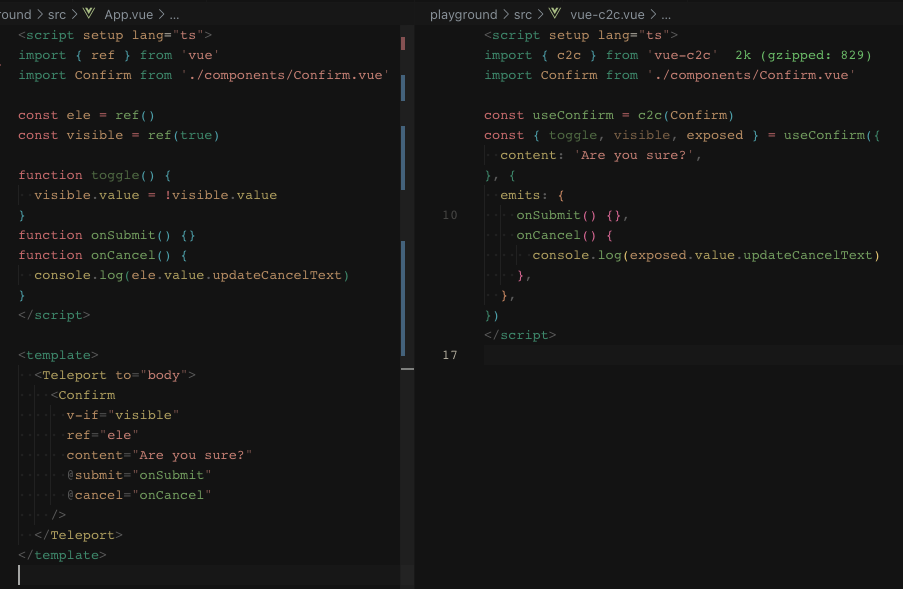 round > src > App.vue > ...
<script setup lang="ts">
import { ref } from 'vue'
import Confirm from './components/Confirm.vue'
const ele = ref()
const visible = ref(true)
function toggle() {
visible.value = !visible.value
}
function onSubmit() {}
function onCancel() {
console.log(ele.value.updateCancelText)
}
</script>
<template>
<Teleport to="body">
<Confirm
v-if="visible"
ref="ele"
content="Are you sure?"
@submit="onSubmit"
@cancel="onCancel"
/>
</Teleport>
</template>
playground > src > vue-c2c.vue > ...
<script setup lang="ts">
import { c2c } from 'vue-c2c' 2k (gzipped: 829)
import Confirm from './components/Confirm.vue'
const useConfirm = c2c(Confirm)
const { toggle, visible, exposed } = useConfirm({
content: 'Are you sure?',
}, {
emits: {
10 onSubmit() {},
onCancel() {
console.log(exposed.value.updateCancelText)
},
},
})
</script>
17